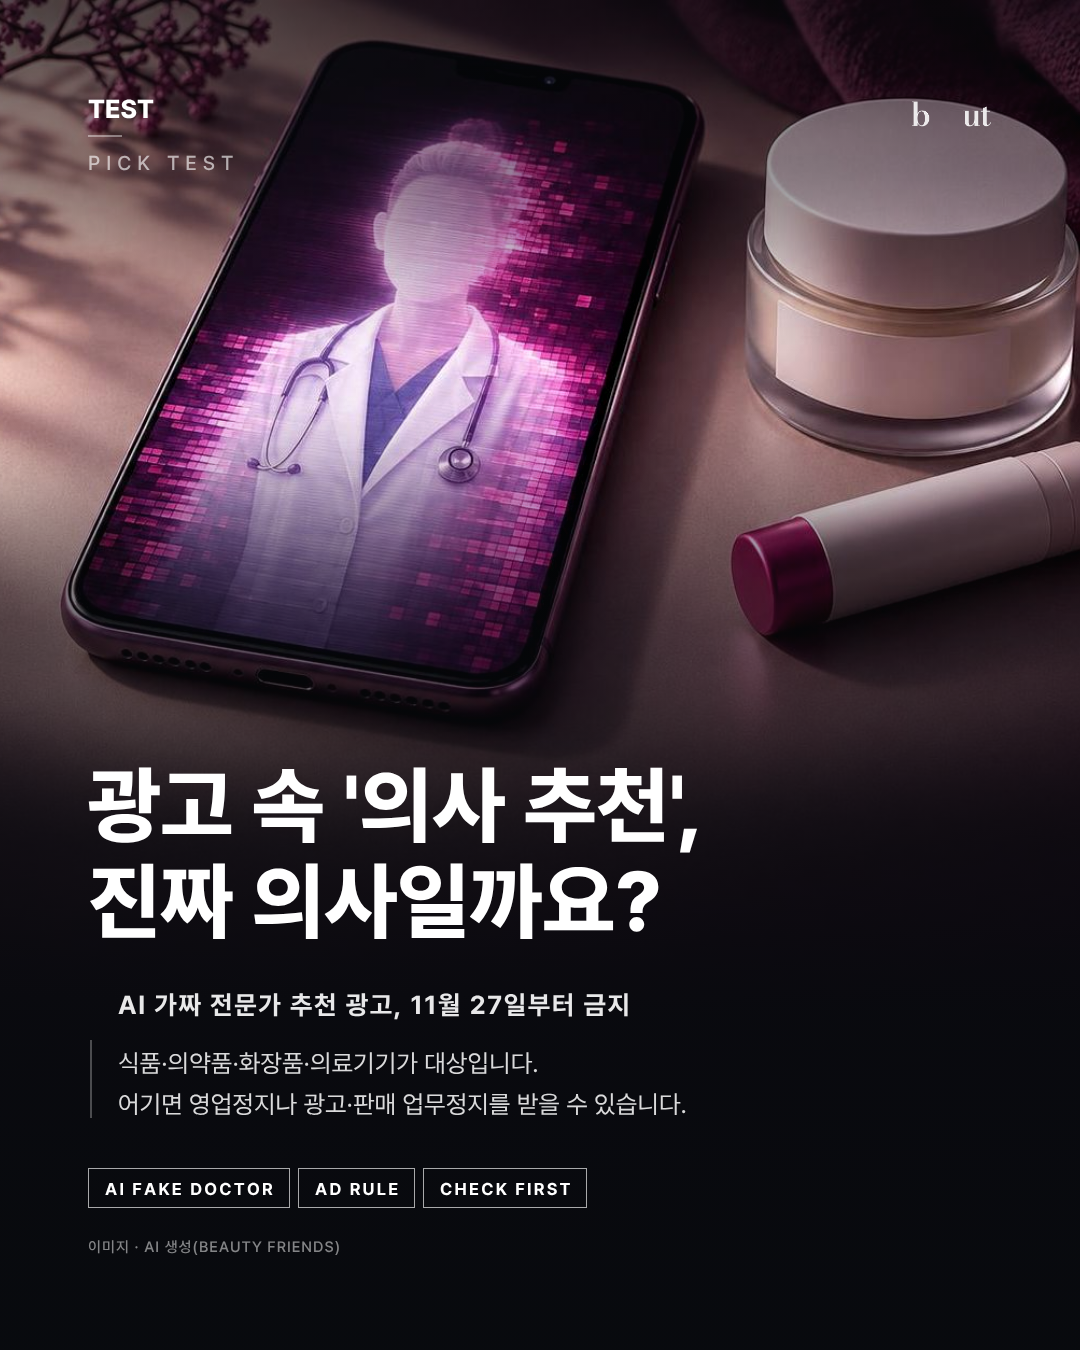 TEST
PICK TEST
b ut
광고 속 '의사 추천',
진짜 의사일까요?
AI 가짜 전문가 추천 광고, 11월 27일부터 금지
식품·의약품·화장품·의료기기가 대상입니다.
어기면 영업정지나 광고·판매 업무정지를 받을 수 있습니다.
AI FAKE DOCTOR
AD RULE
CHECK FIRST
이미지 · AI 생성(BEAUTY FRIENDS)